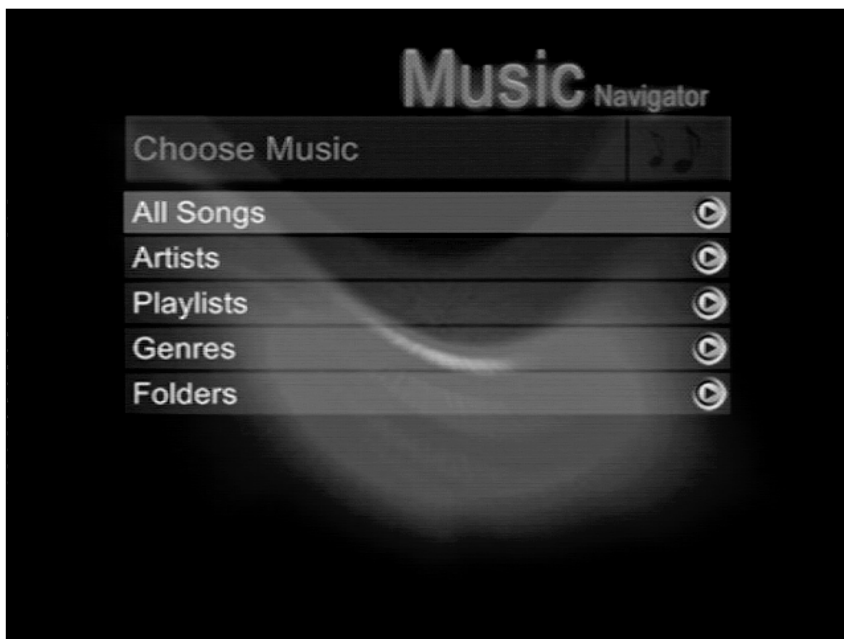 Music Navigator
Choose Music
All Songs
Artists
Playlists
Genres
Folders